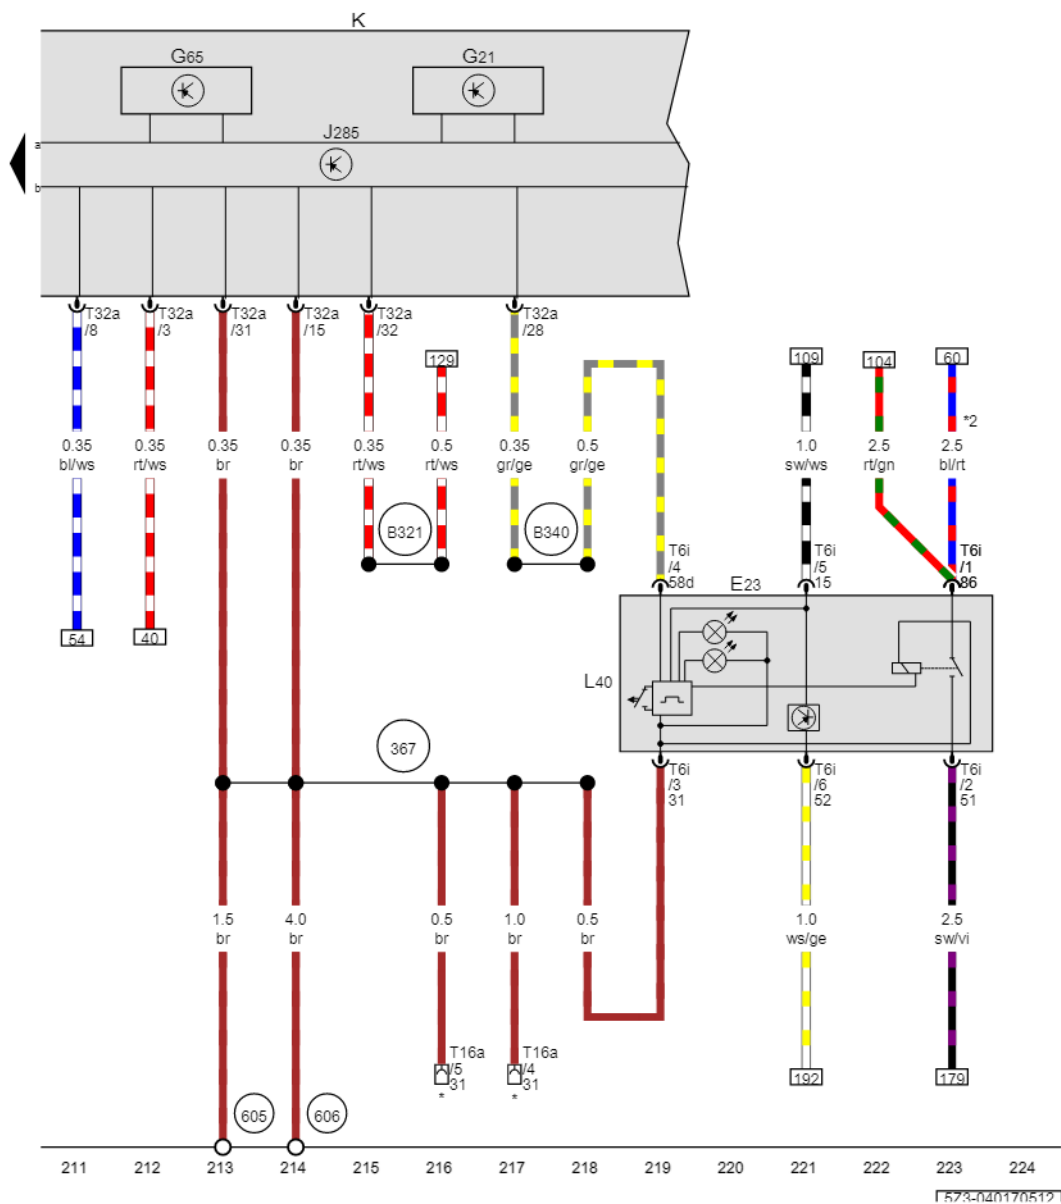 K
G65
G21
J285
a
b
T32a
/8
T32a
/3
T32a
/31
T32a
/15
T32a
/32
T32a
/28
129
109
104
60
*2
0.35
bl/ws
0.35
rt/ws
0.35
br
0.35
br
0.35
rt/ws
0.5
rt/ws
0.35
gr/ge
0.5
gr/ge
1.0
sw/ws
2.5
rt/gn
2.5
bl/rt
B321
B340
T6i
/4
58d
T6i
/5
15
T6i
/1
86
E23
54
40
L40
367
T6i
/3
31
T6i
/6
52
T6i
/2
51
1.5
br
4.0
br
0.5
br
1.0
br
0.5
br
1.0
ws/ge
2.5
sw/vi
T16a
/5
31
*
T16a
/4
31
*
192
179
605
606
211 212 213 214 215 216 217 218 219 220 221 222 223 224
5Z3-040170512